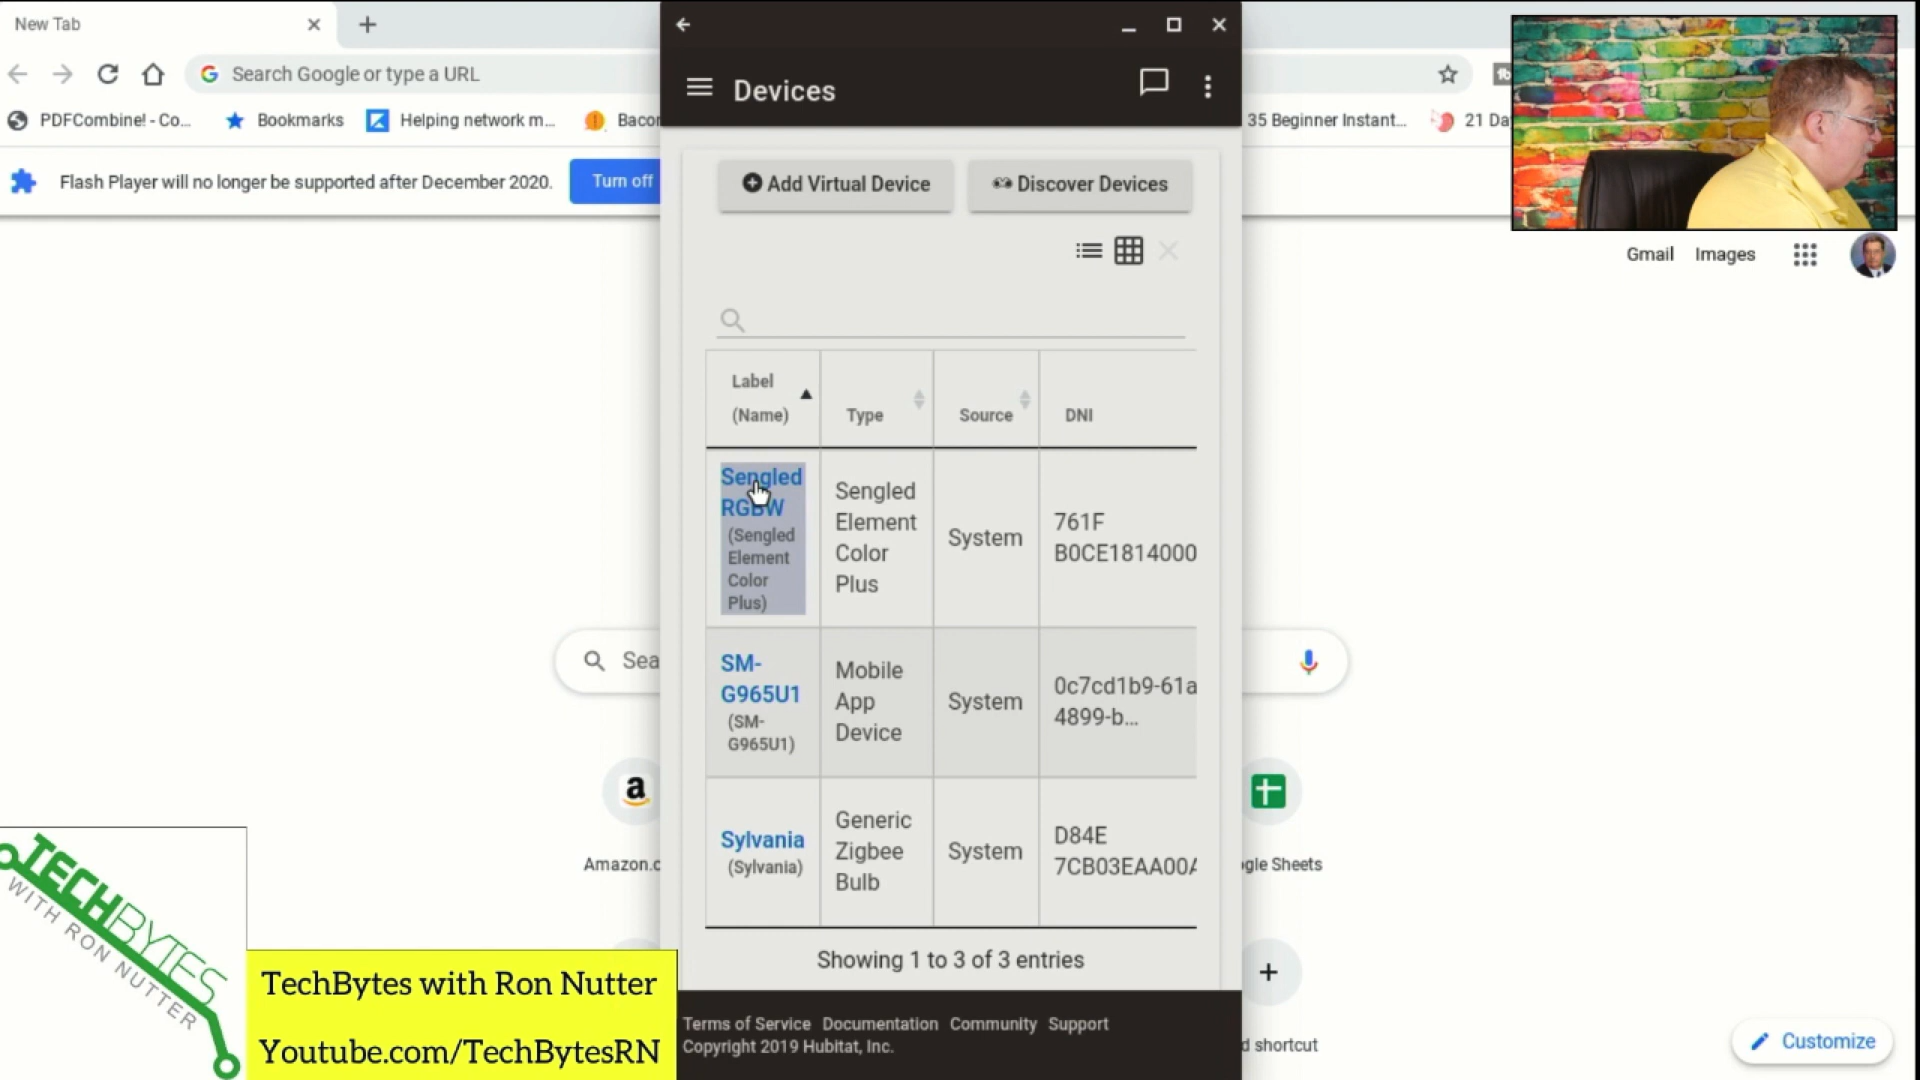 New Tab
Search Google or type a URL
PDFCombine! - Co...
Bookmarks
Helping network m...
Bacor
35 Beginner Instant...
21 Da
Flash Player will no longer be supported after December 2020.
Turn off
Gmail
Images
Devices
Add Virtual Device
Discover Devices
Label
(Name)
Type
Source
DNI
Sengled
RGBW
(Sengled
Element
Color
Plus)
Sengled
Element
Color
Plus
System
761F
B0CE1814000
SM-
G965U1
(SM-
G965U1)
Mobile
App
Device
System
0c7cd1b9-61a
4899-b...
Sylvania
(Sylvania)
Generic
Zigbee
Bulb
System
D84E
7CB03EAA00A
Showing 1 to 3 of 3 entries
Terms of Service Documentation Community Support
Copyright 2019 Hubitat, Inc.
Sea
Amazon.c
gle Sheets
d shortcut
Customize
TECHBYTES
WITH RON NUTTER
TechBytes with Ron Nutter
Youtube.com/TechBytesRN